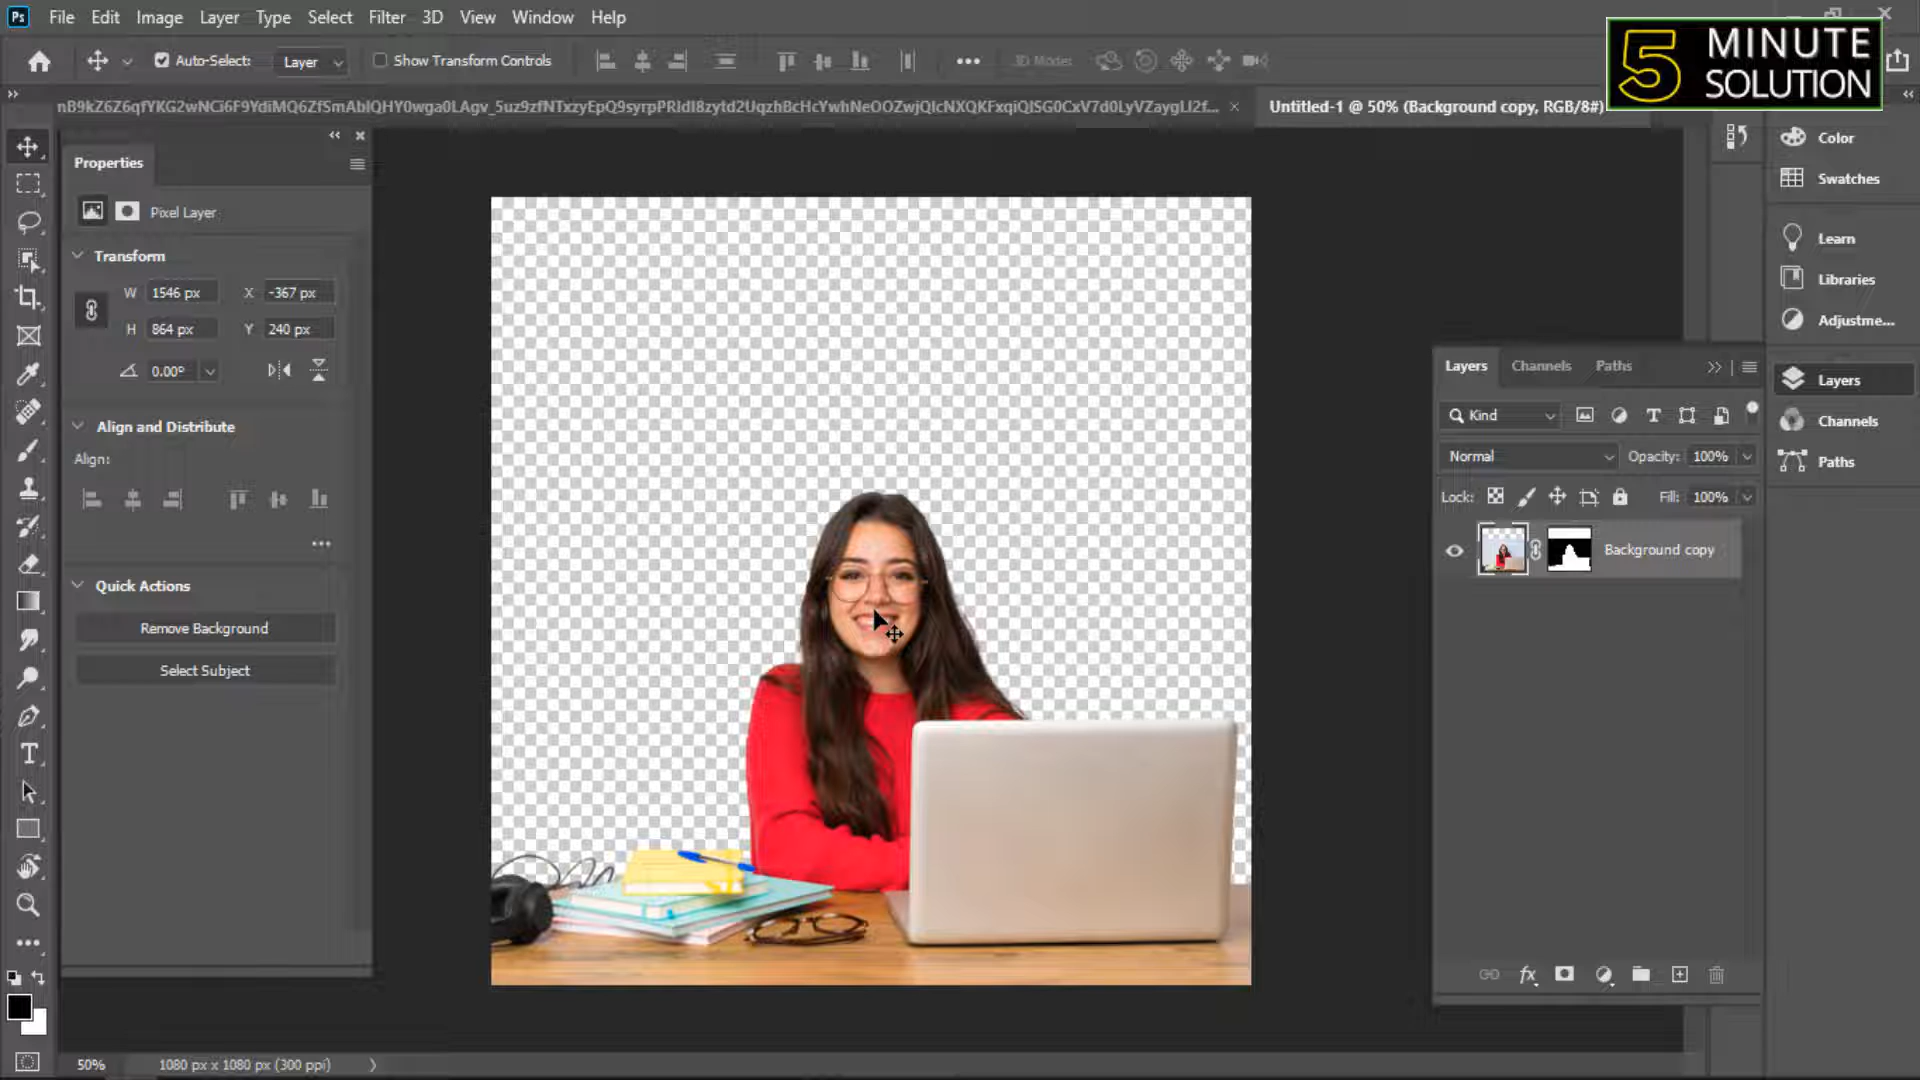 Ps File Edit Image Layer Type Select Filter 3D View Window Help
Auto-Select: Layer Show Transform Controls 3D Mode:
5 MINUTE SOLUTION
Untitled-1 @ 50% (Background copy, RGB/8#)
Properties
Pixel Layer
Transform
W 1546 px X -367 px
H 864 px Y 240 px
0.00°
Align and Distribute
Align:
Quick Actions
Remove Background
Select Subject
Color
Swatches
Learn
Libraries
Adjustme...
Layers
Channels
Paths
Layers Channels Paths
Kind
Normal Opacity: 100%
Lock: Fill: 100%
Background copy
50% 1080 px x 1080 px (300 ppi)